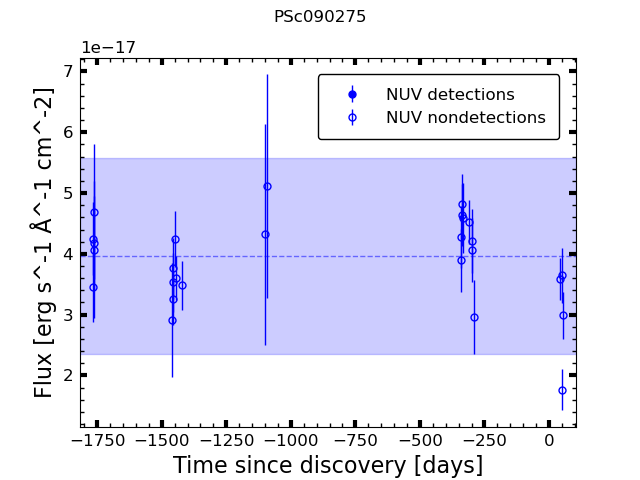 PSc090275
1e−17
7
6
5
4
3
2
Flux [erg s^-1 Å^-1 cm^-2]
NUV detections
NUV nondetections
−1750 −1500 −1250 −1000 −750 −500 −250 0
Time since discovery [days]